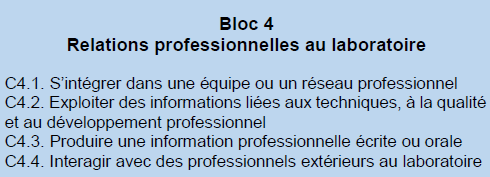 Bloc 4
Relations professionnelles au laboratoire
C4.1. S’intégrer dans une équipe ou un réseau professionnel
C4.2. Exploiter des informations liées aux techniques, à la qualité
et au développement professionnel
C4.3. Produire une information professionnelle écrite ou orale
C4.4. Interagir avec des professionnels extérieurs au laboratoire